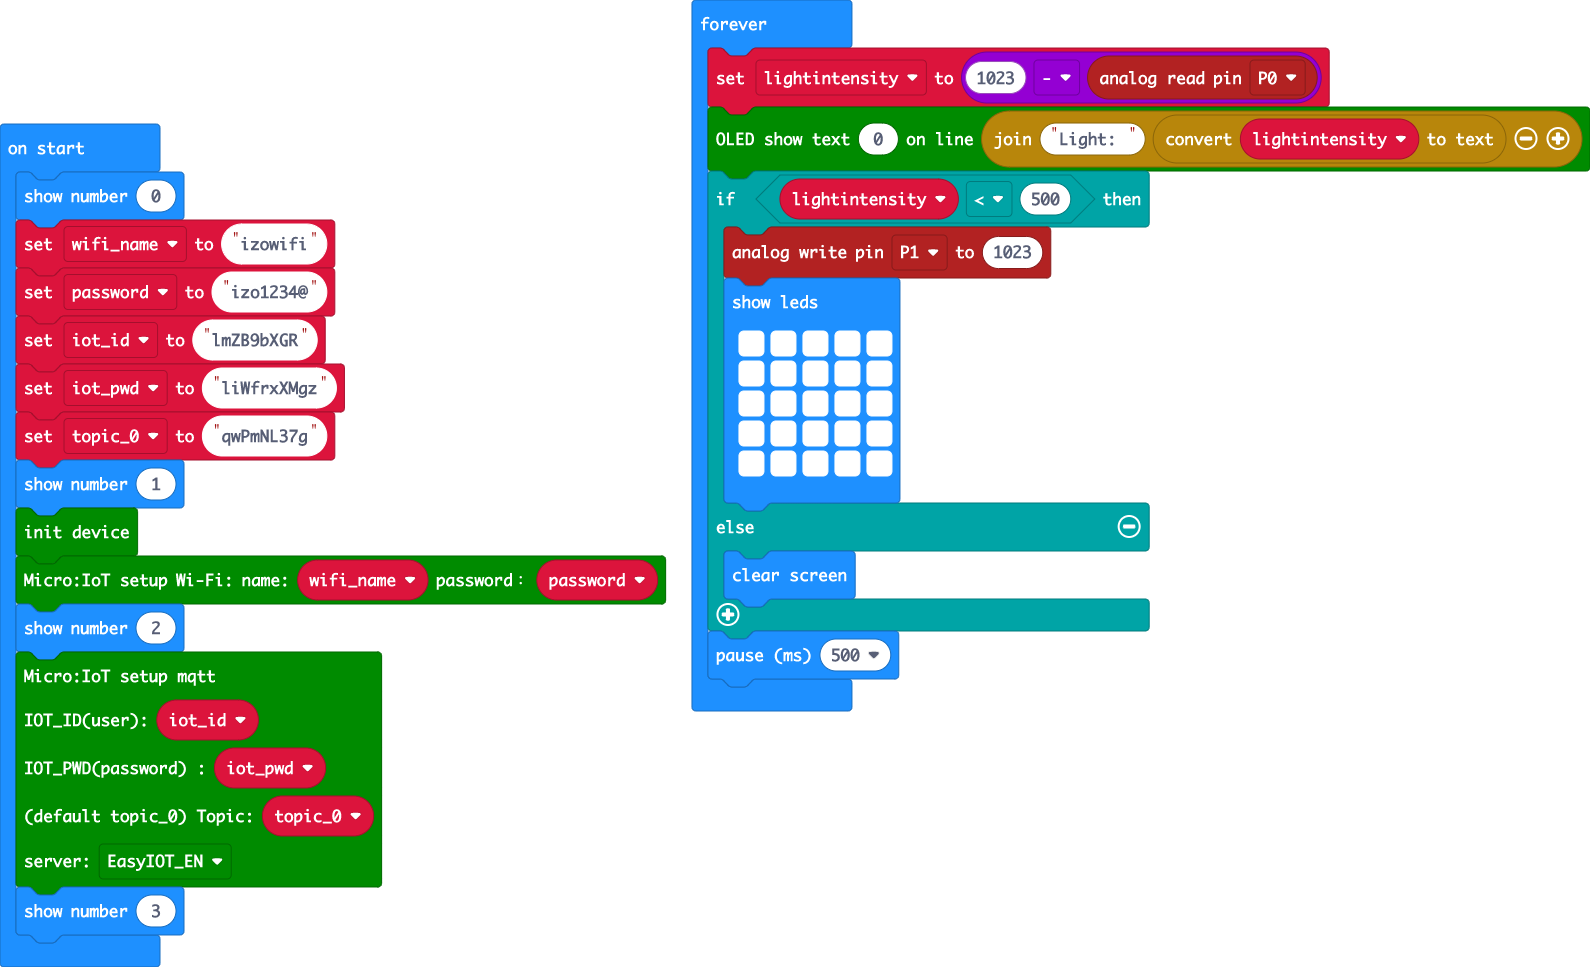 on start
show number 0
set wifi_name to "izowifi"
set password to "izo1234@"
set iot_id to "lmZB9bXGR"
set iot_pwd to "liWfrxXMgz"
set topic_0 to "qwPmNL37g"
show number 1
init device
Micro:IoT setup Wi-Fi: name: wifi_name password: password
show number 2
Micro:IoT setup mqtt
IOT_ID(user): iot_id
IOT_PWD(password) : iot_pwd
(default topic_0) Topic: topic_0
server: EasyIOT_EN
show number 3
forever
set lightintensity to 1023 - analog read pin P0
OLED show text 0 on line join "Light: " convert lightintensity to text
if lightintensity < 500 then
analog write pin P1 to 1023
show leds
else
clear screen
pause (ms) 500